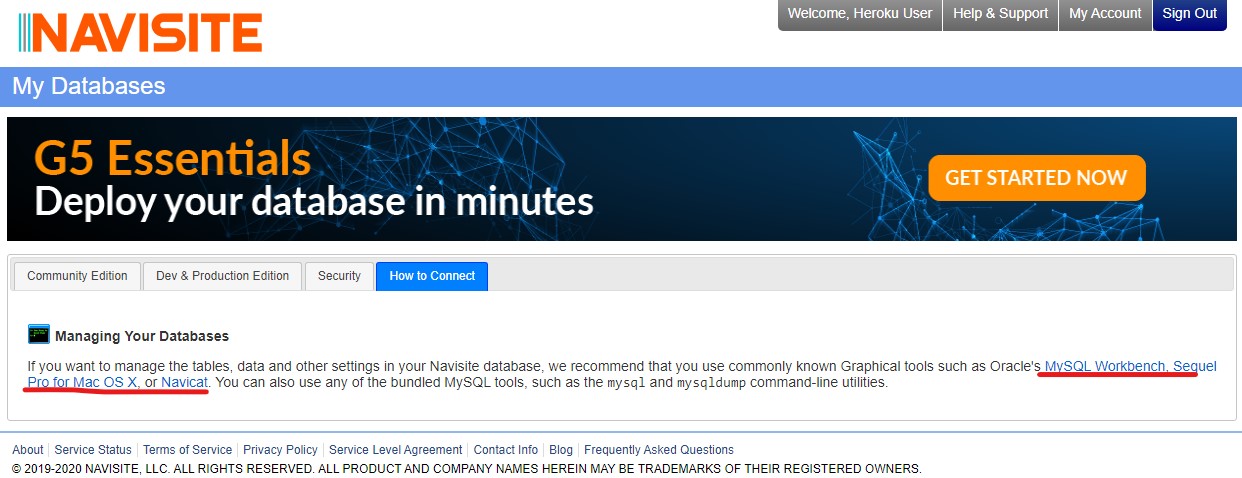 NAVISITE
Welcome, Heroku User Help & Support My Account Sign Out
My Databases
G5 Essentials
Deploy your database in minutes
GET STARTED NOW
Community Edition Dev & Production Edition Security How to Connect
Managing Your Databases
If you want to manage the tables, data and other settings in your Navisite database, we recommend that you use commonly known Graphical tools such as Oracle's MySQL Workbench, Sequel
Pro for Mac OS X, or Navicat. You can also use any of the bundled MySQL tools, such as the mysql and mysqldump command-line utilities.
About Service Status Terms of Service Privacy Policy Service Level Agreement Contact Info Blog Frequently Asked Questions
© 2019-2020 NAVISITE, LLC. ALL RIGHTS RESERVED. ALL PRODUCT AND COMPANY NAMES HEREIN MAY BE TRADEMARKS OF THEIR REGISTERED OWNERS.